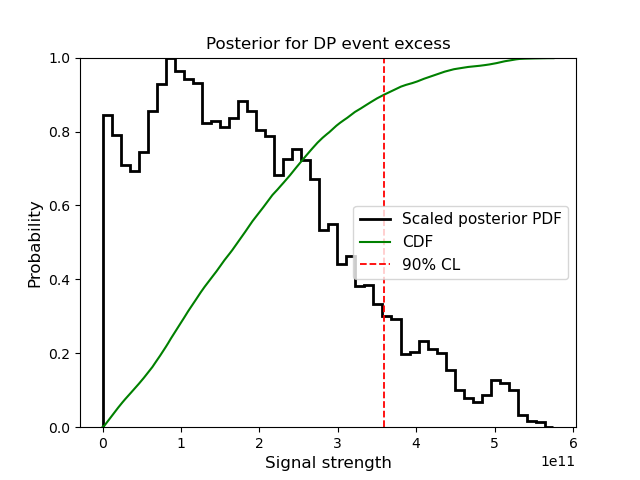 Posterior for DP event excess
1.0
0.8
0.6
0.4
0.2
0.0
Probability
Scaled posterior PDF
CDF
90% CL
0 1 2 3 4 5 6
1e11
Signal strength